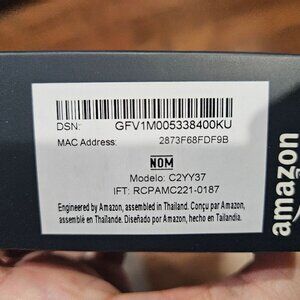 DSN: GFV1M005338400KU
MAC Address: 2873F68FDF9B
NOM
Modelo: C2YY37
IFT: RCPAMC221-0187
Engineered by Amazon, assembled in Thailand. Conçu par Amazon,
assemblé en Thaïlande. Diseñado por Amazon, hecho en Tailandia.
amazon